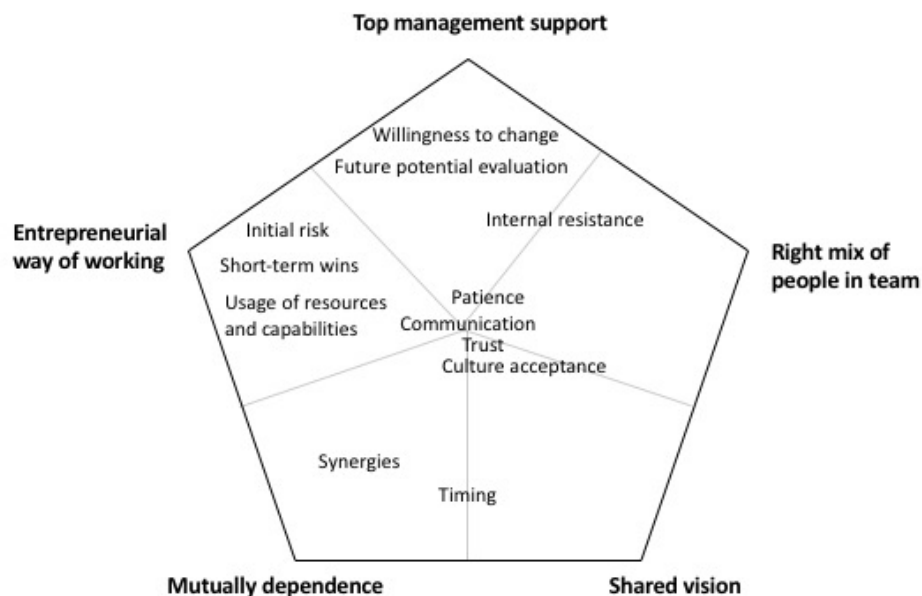 Top management support
Willingness to change
Future potential evaluation
Internal resistance
Initial risk
Entrepreneurial
way of working
Short-term wins
Right mix of
people in team
Usage of resources
and capabilities
Patience
Communication
Trust
Culture acceptance
Synergies
Timing
Mutually dependence
Shared vision